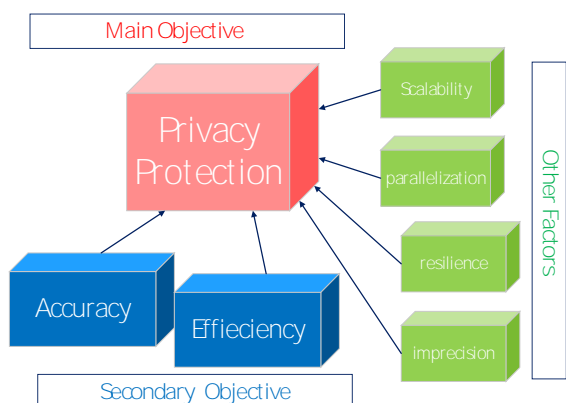 Main Objective
Privacy
Protection
Scalability
parallelization
resilience
imprecision
Other Factors
Accuracy
Effieciency
Secondary Objective